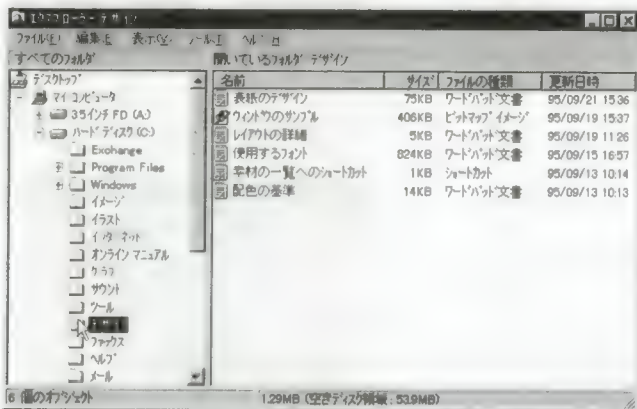 エクスプローラー - デザイン
ファイル(F) 編集(E) 表示(V) ツール(T) ヘルプ(H)
すべてのフォルダ 開いているフォルダ デザイン
デスクトップ
マイ コンピュータ
3.5インチ FD (A:)
ハード ディスク (C:)
Exchange
Program Files
Windows
イメージ
イラスト
インターネット
オンライン マニュアル
グラフ
サウンド
ツール
デザイン
ファックス
ヘルプ
メール
名前 サイズ ファイルの種類 更新日時
表紙のデザイン 75KB ワードパッド文書 95/09/21 15:36
ウィンドウのサンプル 406KB ビットマップ イメージ 95/09/19 15:37
レイアウトの詳細 5KB ワードパッド文書 95/09/19 11:26
使用するフォント 824KB ワードパッド文書 95/09/15 16:57
素材の一覧へのショートカット 1KB ショートカット 95/09/13 10:14
配色の基準 14KB ワードパッド文書 95/09/13 10:13
6 個のオブジェクト 1.29MB (空きディスク領域 : 53.9MB)